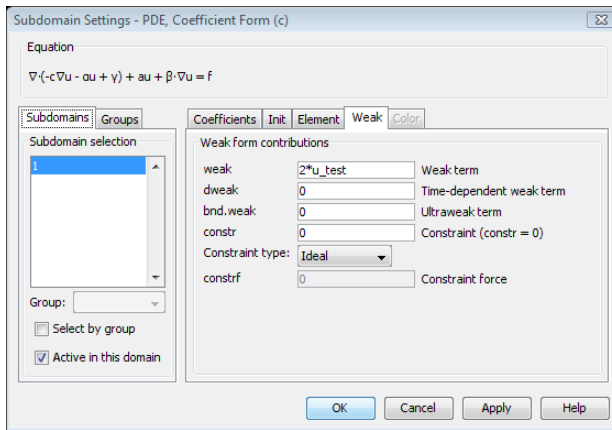 Subdomain Settings - PDE, Coefficient Form (c)
Equation
∇·(-c∇u - αu + γ) + au + β·∇u = f
Subdomains Groups
Subdomain selection
1
Group:
Select by group
Active in this domain
Coefficients Init Element Weak Color
Weak form contributions
weak 2*u_test Weak term
dweak 0 Time-dependent weak term
bnd.weak 0 Ultraweak term
constr 0 Constraint (constr = 0)
Constraint type: Ideal
constrf 0 Constraint force
OK Cancel Apply Help